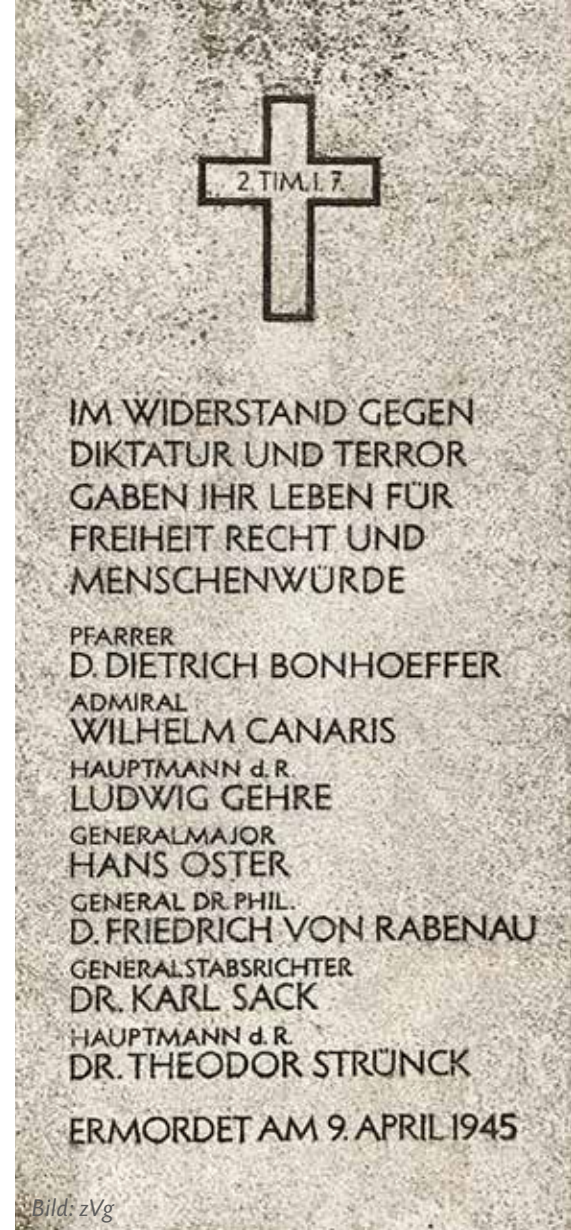 2. TIM. I. 7.
IM WIDERSTAND GEGEN
DIKTATUR UND TERROR
GABEN IHR LEBEN FÜR
FREIHEIT RECHT UND
MENSCHENWÜRDE
PFARRER
D. DIETRICH BONHOEFFER
ADMIRAL
WILHELM CANARIS
HAUPTMANN d. R.
LUDWIG GEHRE
GENERALMAJOR
HANS OSTER
GENERAL DR. PHIL.
D. FRIEDRICH VON RABENAU
GENERALSTABSRICHTER
DR. KARL SACK
HAUPTMANN d. R.
DR. THEODOR STRÜNCK
ERMORDET AM 9. APRIL 1945
Bild: zVg